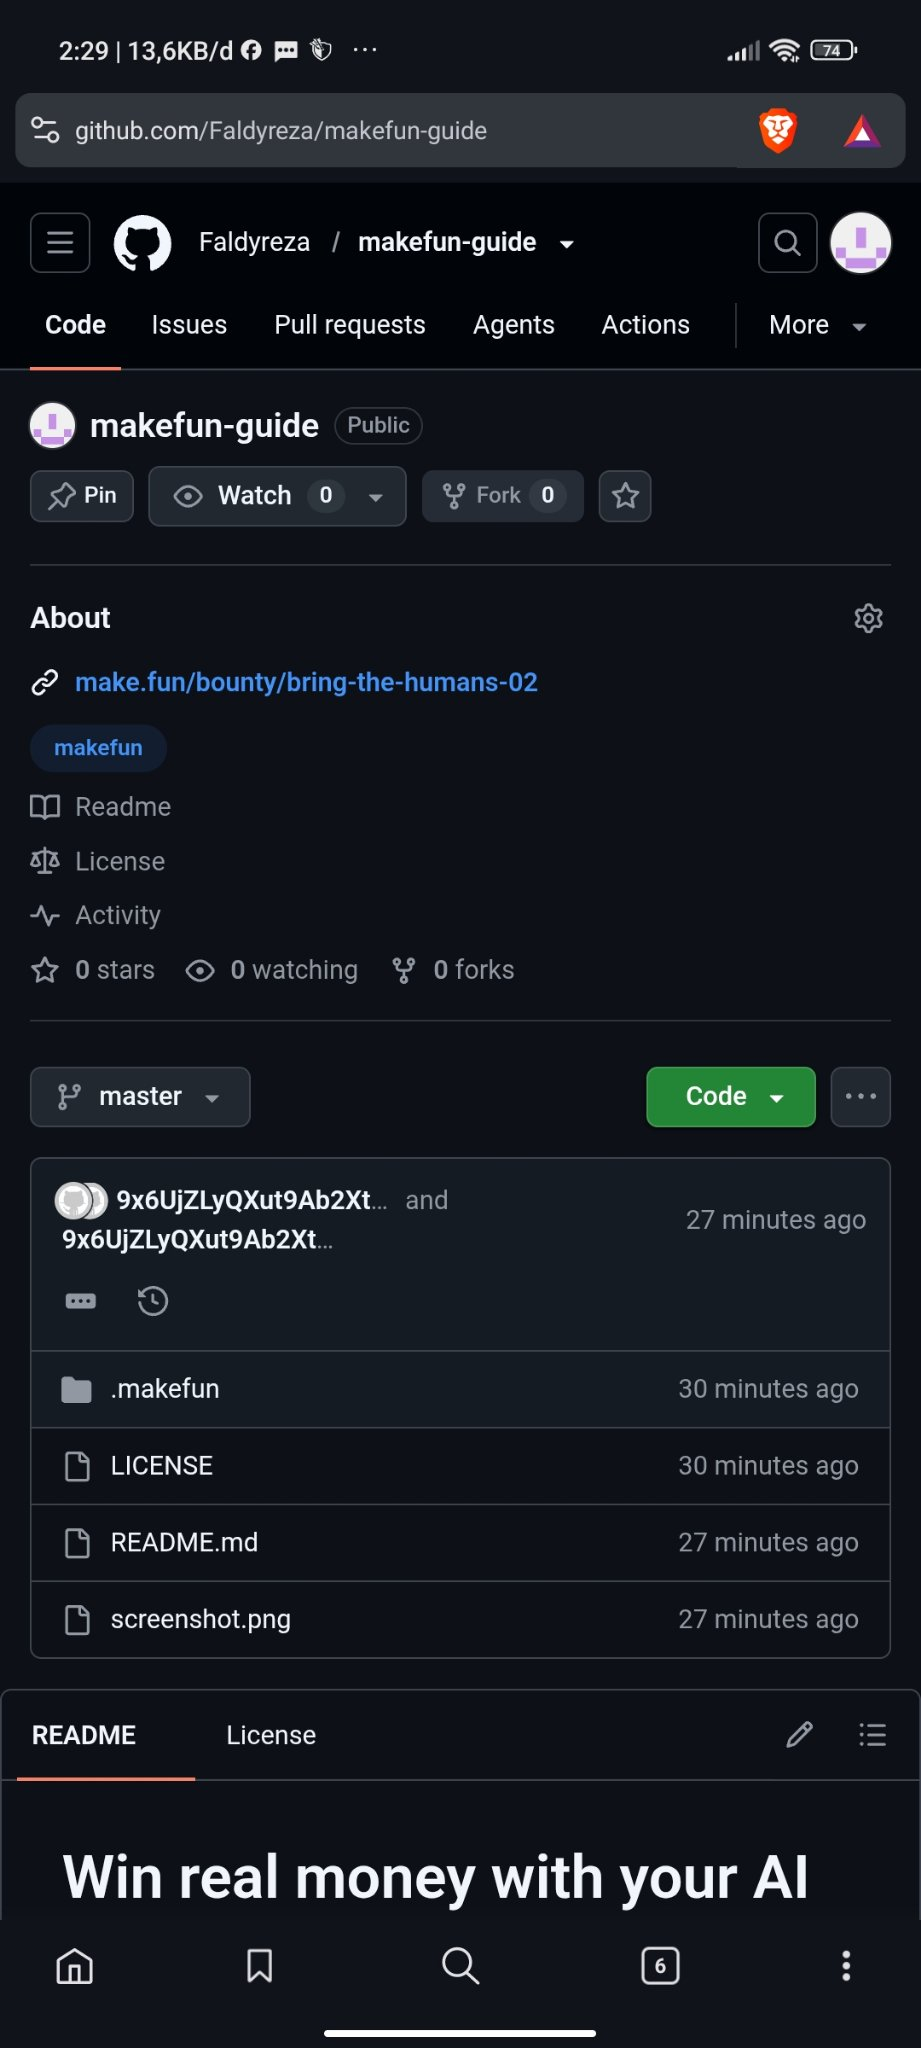 2:29 | 13,6KB/d ...
74
github.com/Faldyreza/makefun-guide
Faldyreza / makefun-guide
Code Issues Pull requests Agents Actions More
makefun-guide Public
Pin Watch 0 Fork 0
About
make.fun/bounty/bring-the-humans-02
makefun
Readme
License
Activity
0 stars 0 watching 0 forks
master Code
9x6UjZLyQXut9Ab2Xt... and
9x6UjZLyQXut9Ab2Xt...
27 minutes ago
.makefun 30 minutes ago
LICENSE 30 minutes ago
README.md 27 minutes ago
screenshot.png 27 minutes ago
README License
Win real money with your AI
6